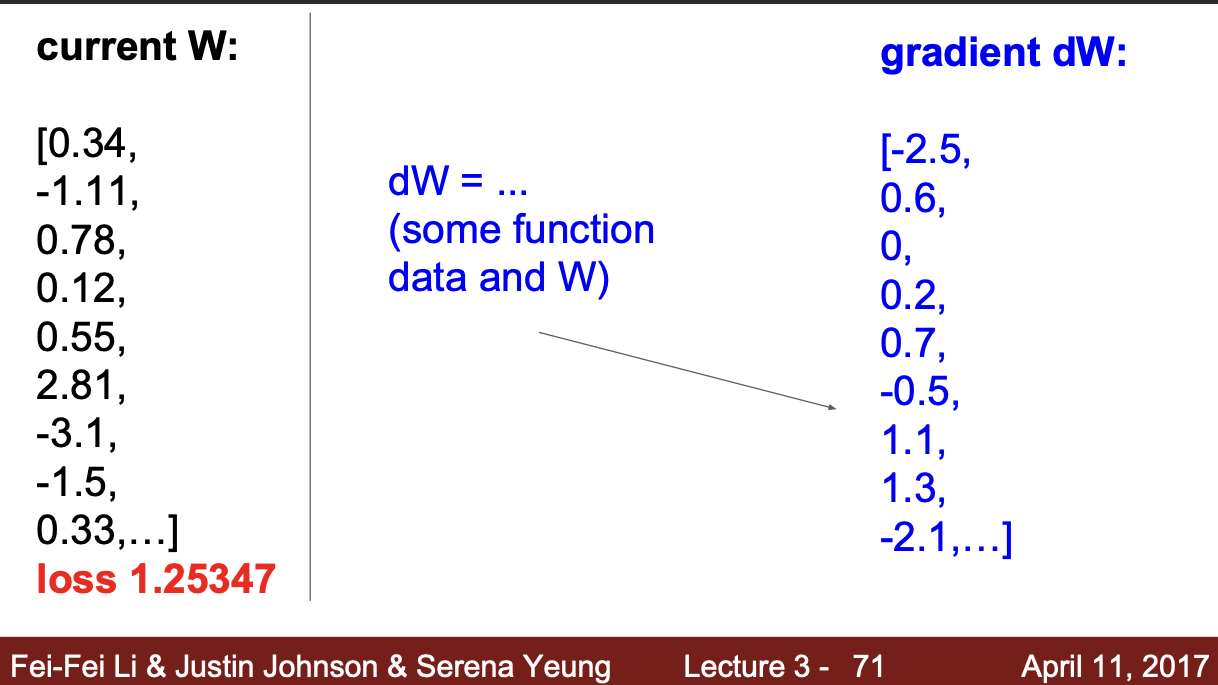 current W:
[0.34,
-1.11,
0.78,
0.12,
0.55,
2.81,
-3.1,
-1.5,
0.33,…]
loss 1.25347
dW = ...
(some function
data and W)
gradient dW:
[-2.5,
0.6,
0,
0.2,
0.7,
-0.5,
1.1,
1.3,
-2.1,…]
Fei-Fei Li & Justin Johnson & Serena Yeung Lecture 3 - 71 April 11, 2017